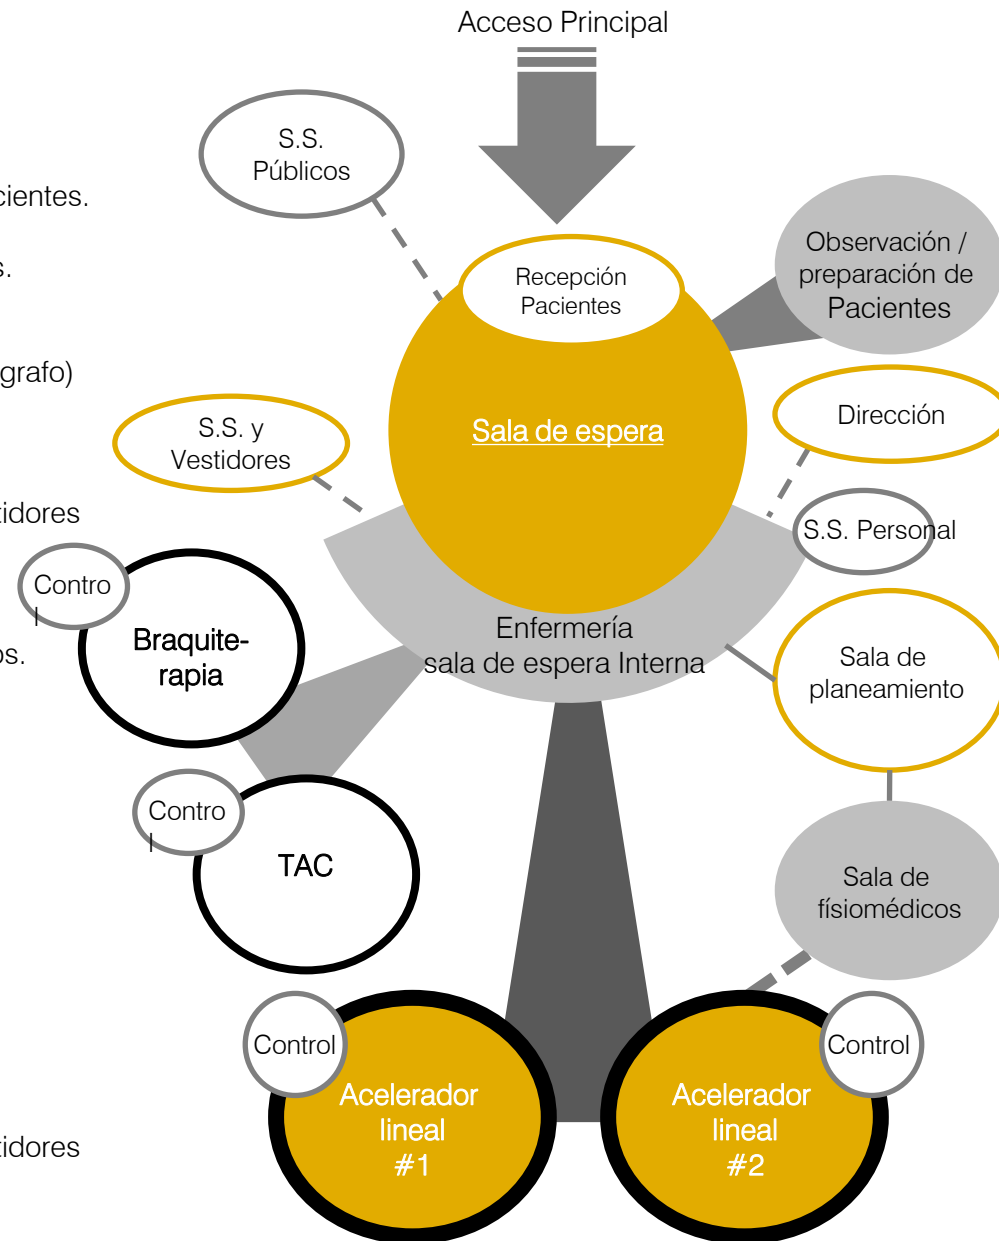 Acceso Principal
S.S.
Públicos
cientes.
s.
Observación /
preparación de
Pacientes
Recepción
Pacientes
grafo)
Dirección
S.S. y
Vestidores
Sala de espera
tidores
S.S. Personal
Contro
l
Braquite-
rapia
os.
Enfermería
sala de espera Interna
Sala de
planeamiento
Contro
l
TAC
Sala de
físiomédicos
Control
Control
Acelerador
lineal
#1
Acelerador
lineal
#2
tidores